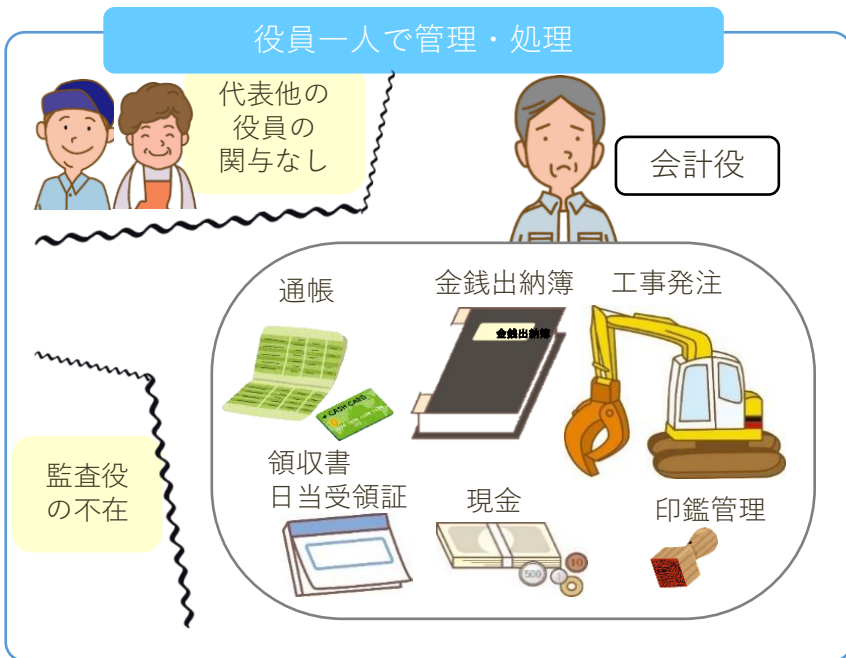 役員一人で管理・処理
代表他の
役員の
関与なし
会計役
通帳
金銭出納簿
工事発注
金銭出納簿
CASH CARD
領収書
日当受領証
現金
印鑑管理
500
1
10
監査役
の不在